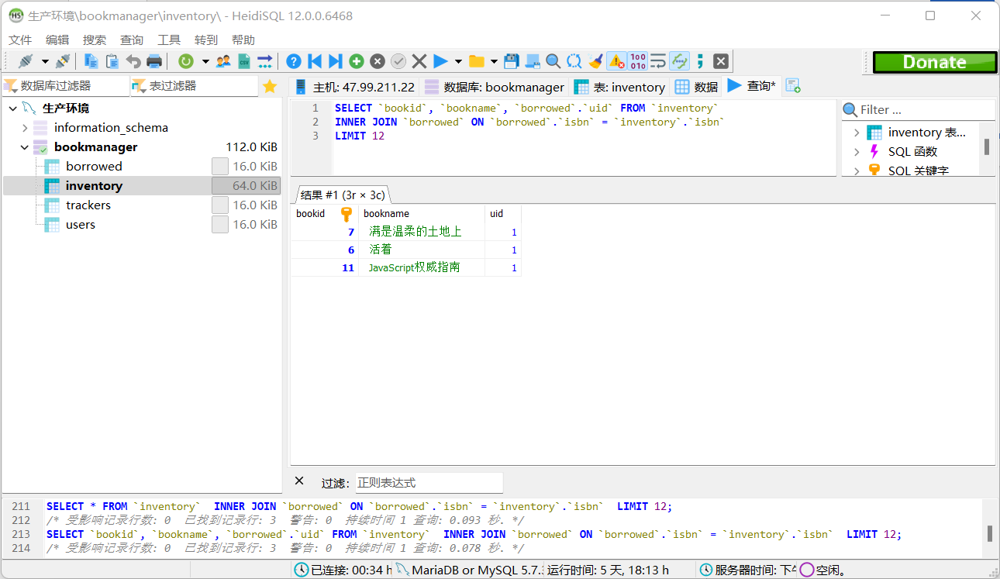 生产环境\bookmanager\inventory\ - HeidiSQL 12.0.0.6468
文件 编辑 搜索 查询 工具 转到 帮助
Donate
数据库过滤器 表过滤器
主机: 47.99.211.22 数据库: bookmanager 表: inventory 数据 查询*
生产环境
information_schema
bookmanager 112.0 KiB
borrowed 16.0 KiB
inventory 64.0 KiB
trackers 16.0 KiB
users 16.0 KiB
1 SELECT `bookid`, `bookname`, `borrowed`.`uid` FROM `inventory`
2 INNER JOIN `borrowed` ON `borrowed`.`isbn` = `inventory`.`isbn`
3 LIMIT 12
Filter ...
inventory 表...
SQL 函数
SQL 关键字
结果 #1 (3r × 3c)
bookid bookname uid
7 满是温柔的土地上 1
6 活着 1
11 JavaScript权威指南 1
过滤: 正则表达式
211 SELECT * FROM `inventory`  INNER JOIN `borrowed` ON `borrowed`.`isbn` = `inventory`.`isbn`  LIMIT 12;
212 /* 受影响记录行数: 0  已找到记录行: 3  警告: 0  持续时间 1 查询: 0.093 秒. */
213 SELECT `bookid`, `bookname`, `borrowed`.`uid` FROM `inventory`  INNER JOIN `borrowed` ON `borrowed`.`isbn` = `inventory`.`isbn`  LIMIT 12;
214 /* 受影响记录行数: 0  已找到记录行: 3  警告: 0  持续时间 1 查询: 0.078 秒. */
已连接: 00:34 h MariaDB or MySQL 5.7.3 运行时间: 5 天, 18:13 h 服务器时间: 下午 空闲。